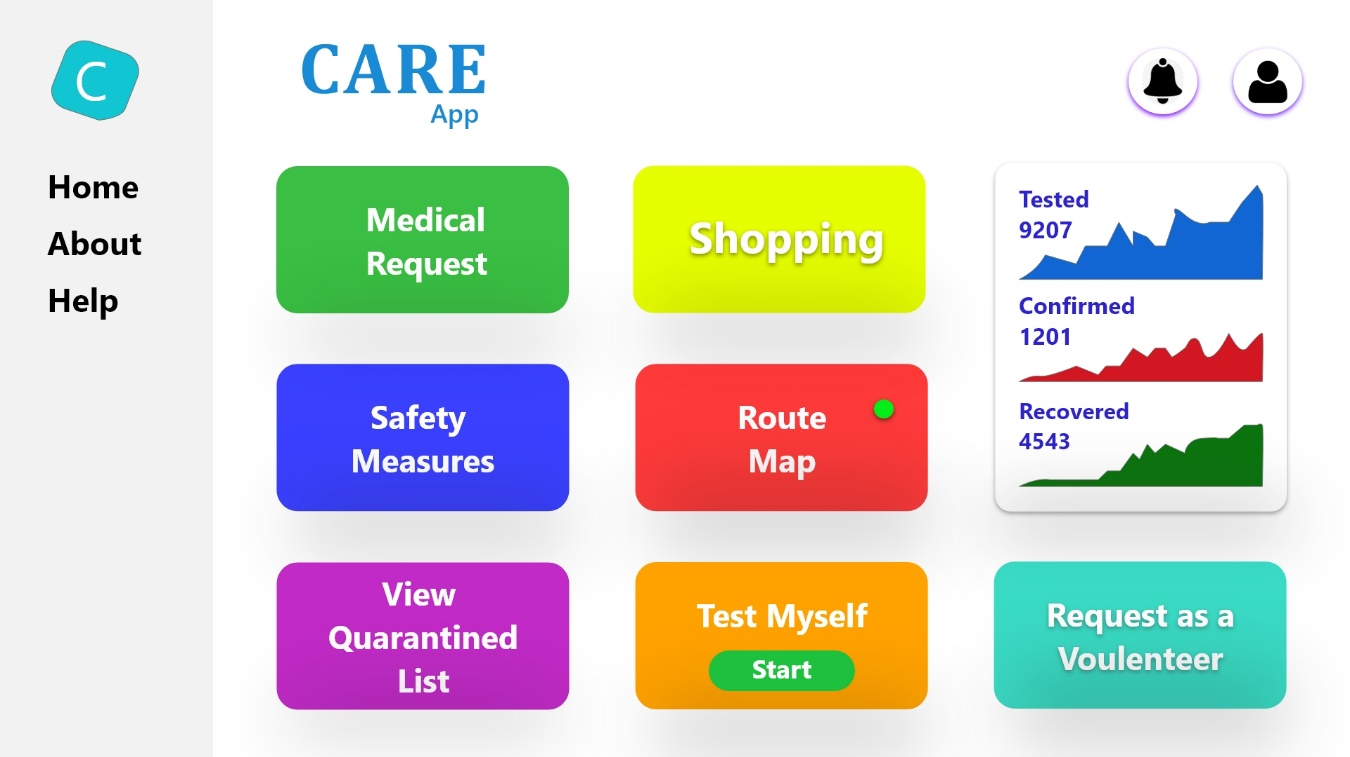 C
CARE
App
Home
About
Help
Medical
Request
Shopping
Tested
9207
Confirmed
1201
Recovered
4543
Safety
Measures
Route
Map
View
Quarantined
List
Test Myself
Start
Request as a
Voulenteer